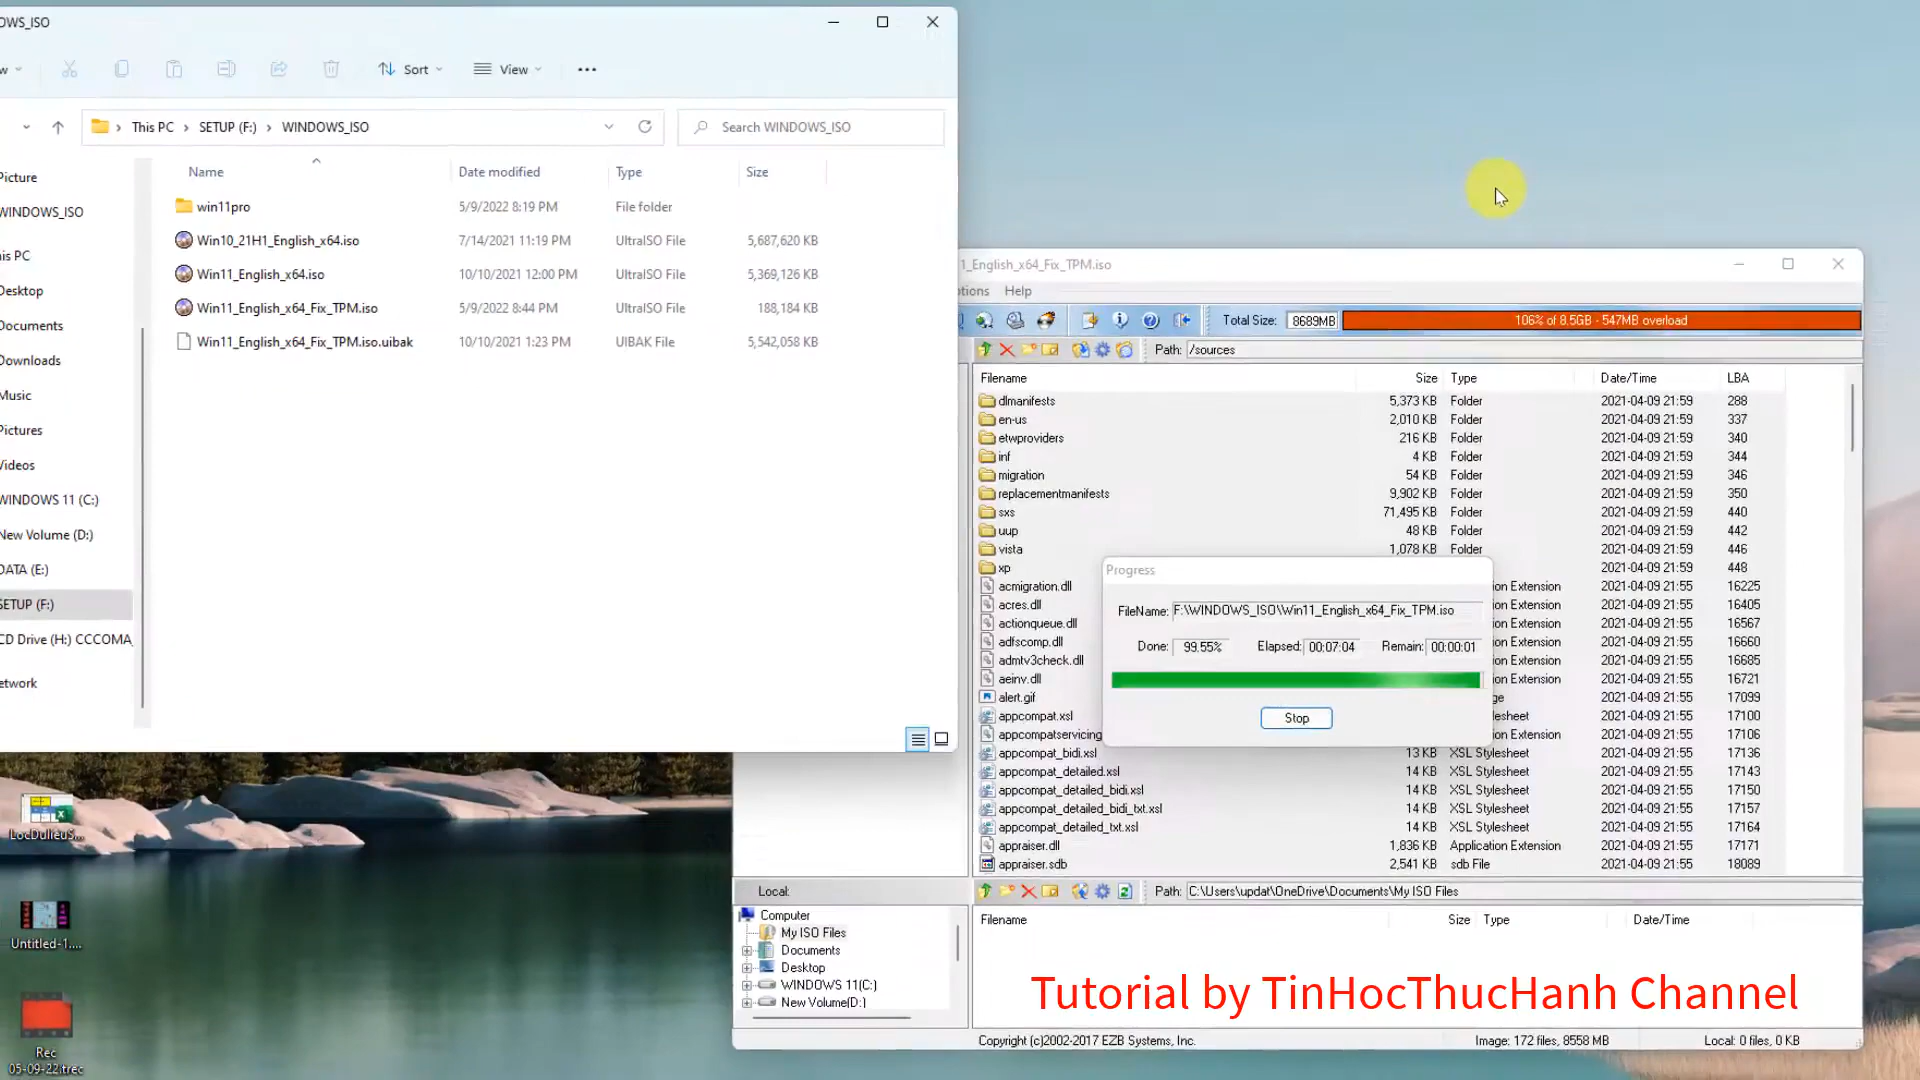 OWS_ISO
Sort
View
This PC > SETUP (F:) > WINDOWS_ISO
Search WINDOWS_ISO
Name Date modified Type Size
win11pro 5/9/2022 8:19 PM File folder
Win10_21H1_English_x64.iso 7/14/2021 11:19 PM UltraISO File 5,687,620 KB
Win11_English_x64.iso 10/10/2021 12:00 PM UltraISO File 5,369,126 KB
Win11_English_x64_Fix_TPM.iso 5/9/2022 8:44 PM UltraISO File 188,184 KB
Win11_English_x64_Fix_TPM.iso.uibak 10/10/2021 1:23 PM UIBAK File 5,542,058 KB
Picture
WINDOWS_ISO
his PC
Desktop
Documents
Downloads
Music
Pictures
Videos
WINDOWS 11 (C:)
New Volume (D:)
DATA (E:)
SETUP (F:)
CD Drive (H:) CCCOMA_
etwork
LocDulieuS...
Untitled-1....
Rec
05-09-22.trec
1_English_x64_Fix_TPM.iso
ptions Help
Total Size: 8689MB 106% of 8.5GB - 547MB overload
Path: /sources
Filename Size Type Date/Time LBA
dlmanifests 5,373 KB Folder 2021-04-09 21:59 288
en-us 2,010 KB Folder 2021-04-09 21:59 337
etwproviders 216 KB Folder 2021-04-09 21:59 340
inf 4 KB Folder 2021-04-09 21:59 344
migration 54 KB Folder 2021-04-09 21:59 346
replacementmanifests 9,902 KB Folder 2021-04-09 21:59 350
sxs 71,495 KB Folder 2021-04-09 21:59 440
uup 48 KB Folder 2021-04-09 21:59 442
vista 1,078 KB Folder 2021-04-09 21:59 446
xp 2021-04-09 21:59 448
acmigration.dll ion Extension 2021-04-09 21:55 16225
acres.dll ion Extension 2021-04-09 21:55 16405
actionqueue.dll ion Extension 2021-04-09 21:55 16567
adfscomp.dll ion Extension 2021-04-09 21:55 16660
admtv3check.dll ion Extension 2021-04-09 21:55 16685
aeinv.dll ion Extension 2021-04-09 21:55 16721
alert.gif ge 2021-04-09 21:55 17099
appcompat.xsl lesheet 2021-04-09 21:55 17100
appcompatservicing ion Extension 2021-04-09 21:55 17106
appcompat_bidi.xsl 13 KB XSL Stylesheet 2021-04-09 21:55 17136
appcompat_detailed.xsl 14 KB XSL Stylesheet 2021-04-09 21:55 17143
appcompat_detailed_bidi.xsl 14 KB XSL Stylesheet 2021-04-09 21:55 17150
appcompat_detailed_bidi_txt.xsl 14 KB XSL Stylesheet 2021-04-09 21:55 17157
appcompat_detailed_txt.xsl 14 KB XSL Stylesheet 2021-04-09 21:55 17164
appraiser.dll 1,836 KB Application Extension 2021-04-09 21:55 17171
appraiser.sdb 2,541 KB sdb File 2021-04-09 21:55 18089
Progress
FileName: F:\WINDOWS_ISO\Win11_English_x64_Fix_TPM.iso
Done: 99.55% Elapsed: 00:07:04 Remain: 00:00:01
Stop
Local:
Path: C:\Users\updat\OneDrive\Documents\My ISO Files
Computer
My ISO Files
Documents
Desktop
WINDOWS 11(C:)
New Volume(D:)
Filename Size Type Date/Time
Tutorial by TinHocThucHanh Channel
Copyright (c)2002-2017 EZB Systems, Inc. Image: 172 files, 8558 MB Local: 0 files, 0 KB